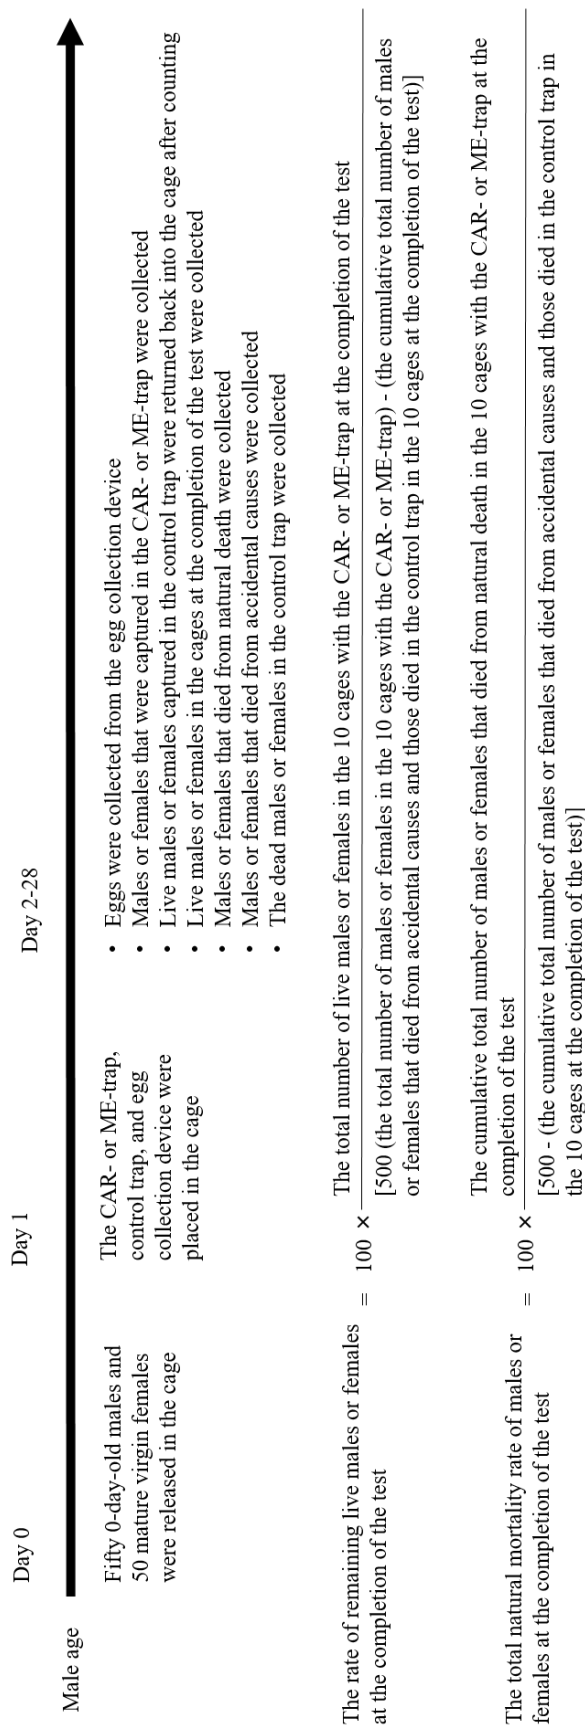 Day 0
Day 1
Day 2-28
Male age
Fifty 0-day-old males and
50 mature virgin females
were released in the cage
The CAR- or ME-trap,
control trap, and egg
collection device were
placed in the cage
• Eggs were collected from the egg collection device
• Males or females that were captured in the CAR- or ME-trap were collected
• Live males or females captured in the control trap were returned back into the cage after counting
• Live males or females in the cages at the completion of the test were collected
• Males or females that died from natural death were collected
• Males or females that died from accidental causes were collected
• The dead males or females in the control trap were collected
The rate of remaining live males or females
at the completion of the test
= 100 ×
The total number of live males or females in the 10 cages with the CAR- or ME-trap at the completion of the test
[500 (the total number of males or females in the 10 cages with the CAR- or ME-trap) - (the cumulative total number of males
or females that died from accidental causes and those died in the control trap in the 10 cages at the completion of the test)]
The total natural mortality rate of males or
females at the completion of the test
= 100 ×
The cumulative total number of males or females that died from natural death in the 10 cages with the CAR- or ME-trap at the
completion of the test
[500 - (the cumulative total number of males or females that died from accidental causes and those died in the control trap in
the 10 cages at the completion of the test)]